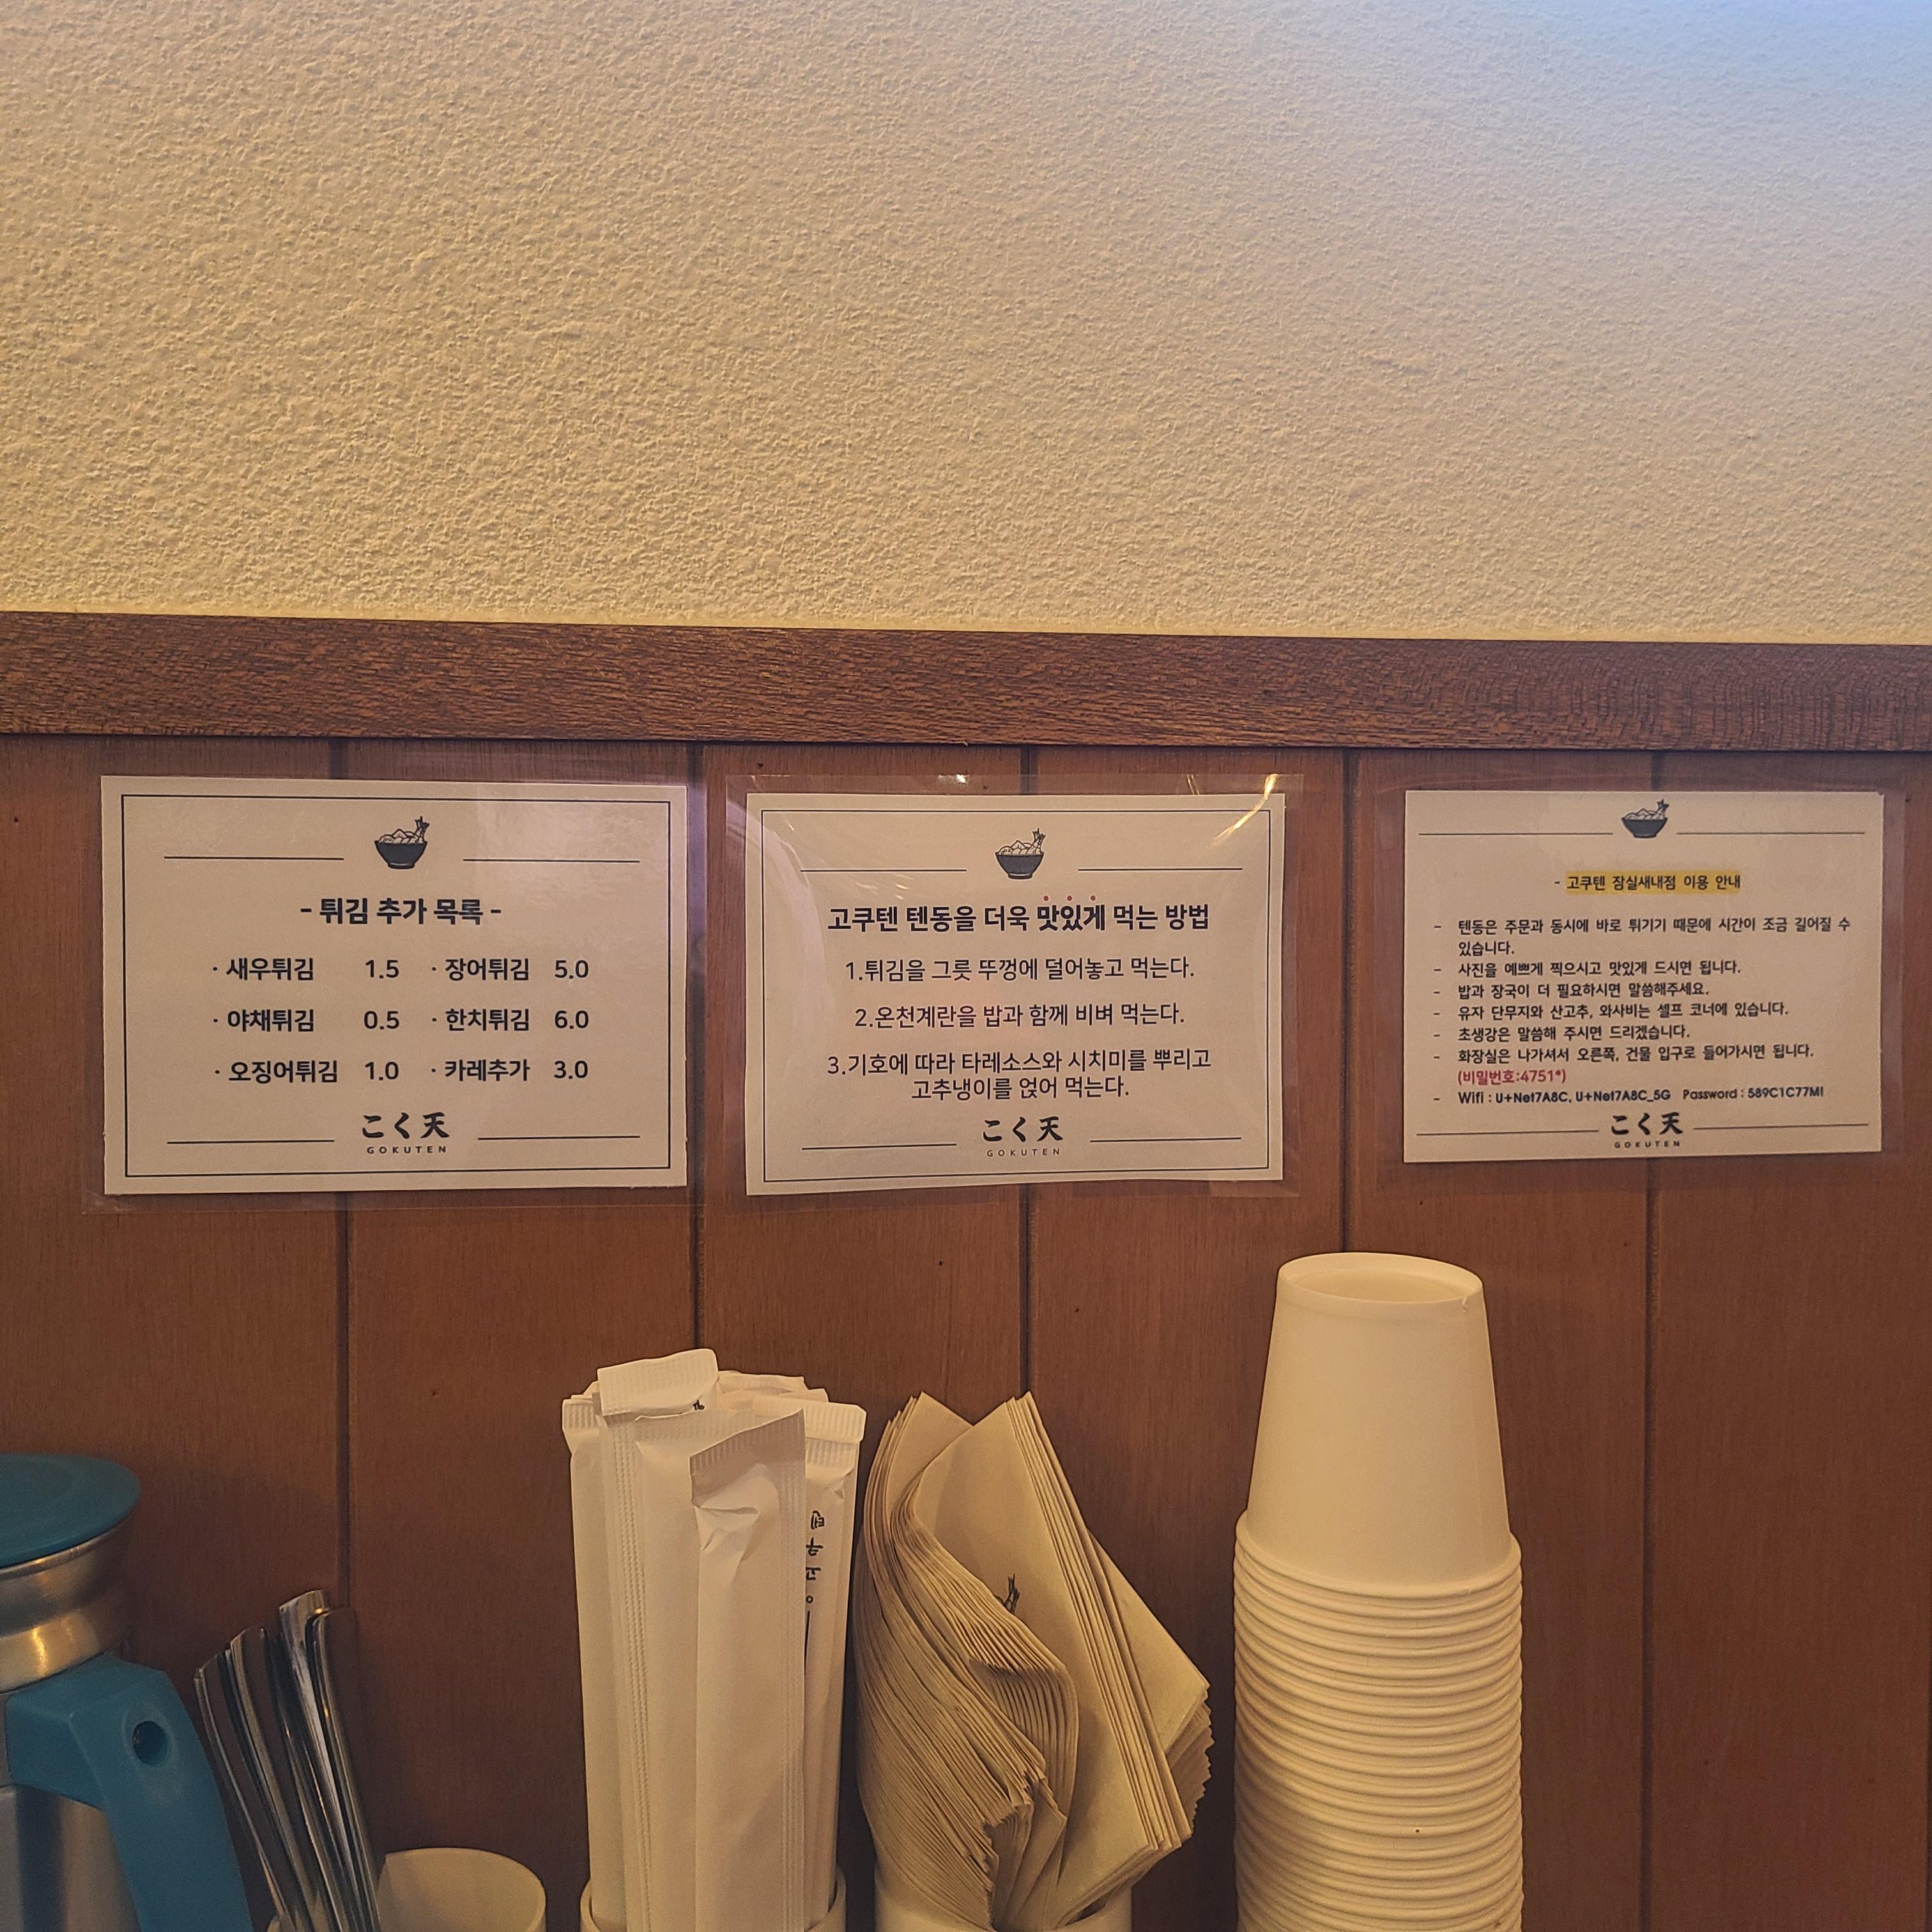 - 튀김 추가 목록 -
· 새우튀김 1.5 · 장어튀김 5.0
· 야채튀김 0.5 · 한치튀김 6.0
· 오징어튀김 1.0 · 카레추가 3.0
こく天
GOKUTEN
고쿠텐 텐동을 더욱 맛있게 먹는 방법
1.튀김을 그릇 뚜껑에 덜어놓고 먹는다.
2.온천계란을 밥과 함께 비벼 먹는다.
3.기호에 따라 타레소스와 시치미를 뿌리고
고추냉이를 얹어 먹는다.
こく天
GOKUTEN
- 고쿠텐 잠실새내점 이용 안내
- 텐동은 주문과 동시에 바로 튀기기 때문에 시간이 조금 길어질 수
있습니다.
- 사진을 예쁘게 찍으시고 맛있게 드시면 됩니다.
- 밥과 장국이 더 필요하시면 말씀해주세요.
- 유자 단무지와 산고추, 와사비는 셀프 코너에 있습니다.
- 초생강은 말씀해 주시면 드리겠습니다.
- 화장실은 나가셔서 오른쪽, 건물 입구로 들어가시면 됩니다.
(비밀번호:4751*)
- Wifi : U+Net7A8C, U+Net7A8C_5G Password : 589C1C77M!
こく天
GOKUTEN